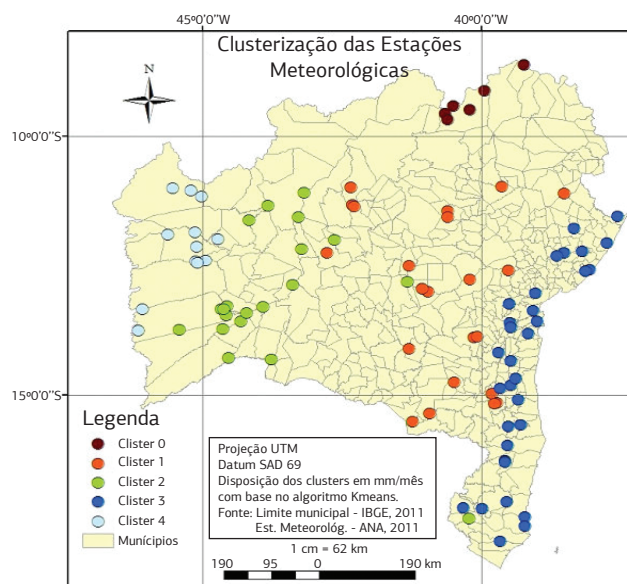 45º0'0''W
40º0'0''W
Clusterização das Estações
Meteorológicas
N
10º0'0''S
15º0'0''S
Legenda
Clister 0
Clister 1
Clister 2
Clister 3
Clister 4
Munícipios
Projeção UTM
Datum SAD 69
Disposição dos clusters em mm/mês
com base no algoritmo Kmeans.
Fonte: Limite municipal - IBGE, 2011
Est. Meteorológ. - ANA, 2011
1 cm = 62 km
190 95 0 190 km